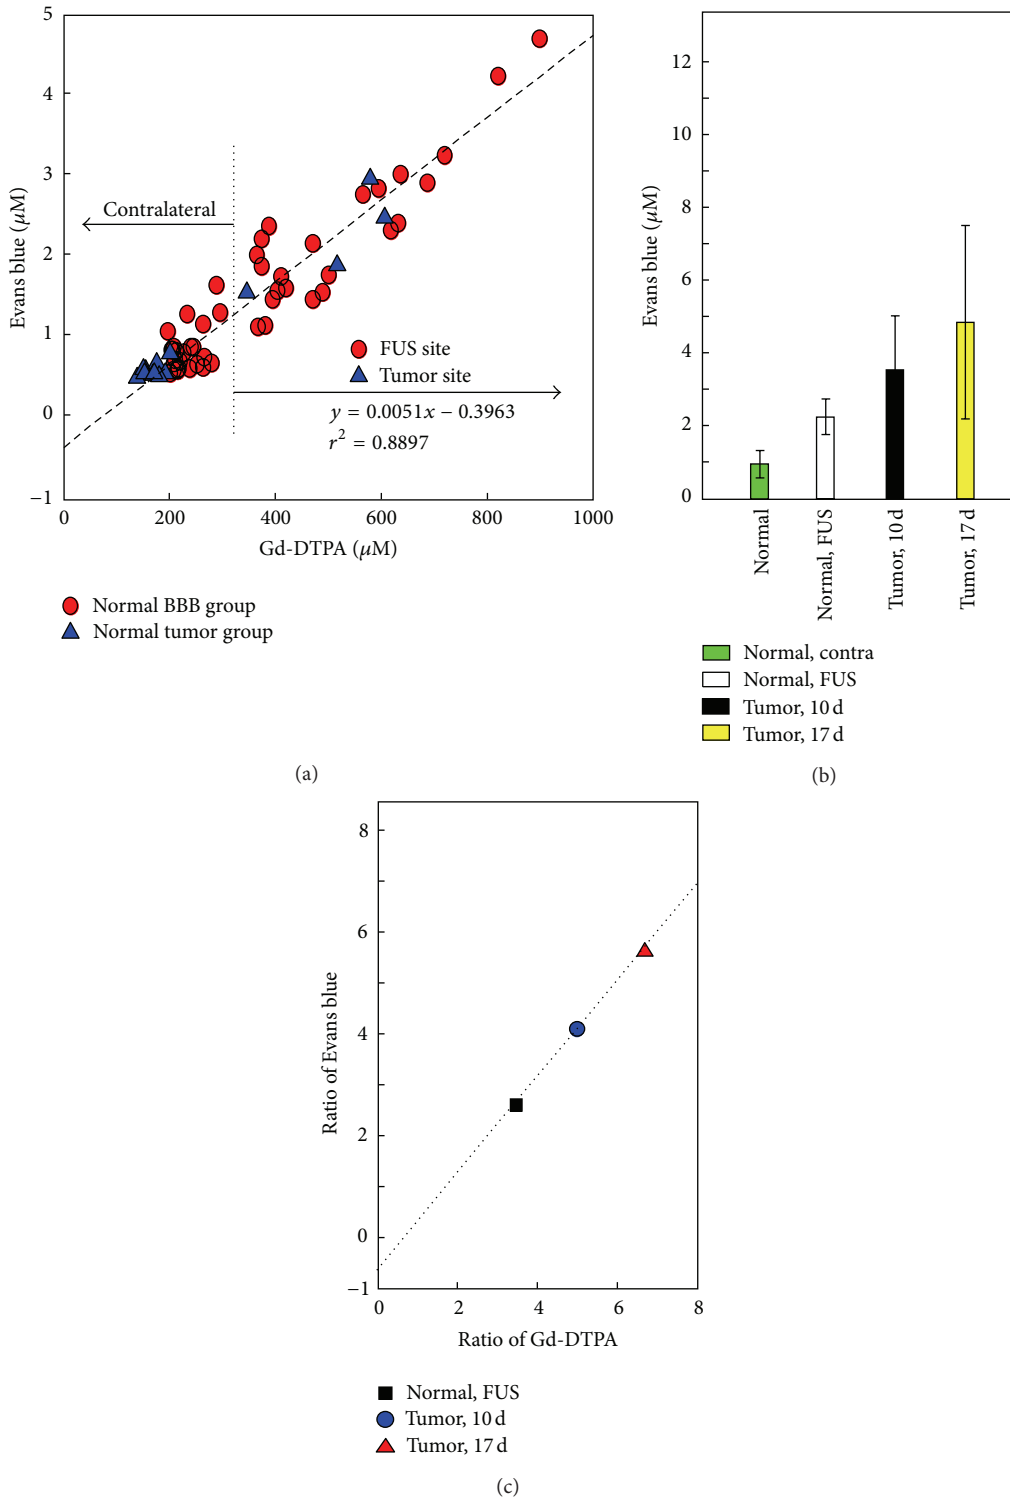 5
4
3
2
1
0
−1
Evans blue (μM)
Contralateral
FUS site
Tumor site
y = 0.0051x − 0.3963
r² = 0.8897
0 200 400 600 800 1000
Gd-DTPA (μM)
Normal BBB group
Normal tumor group
(a)
12
10
8
6
4
2
0
Evans blue (μM)
Normal
Normal, FUS
Tumor, 10 d
Tumor, 17 d
Normal, contra
Normal, FUS
Tumor, 10 d
Tumor, 17 d
(b)
8
6
4
2
0
−1
Ratio of Evans blue
0 2 4 6 8
Ratio of Gd-DTPA
Normal, FUS
Tumor, 10 d
Tumor, 17 d
(c)